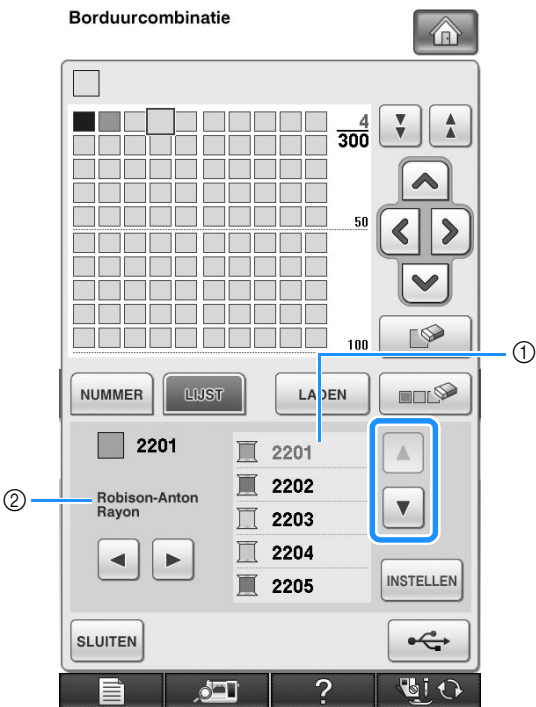 Borduurcombinatie
4
300
50
100
①
NUMMER
LIJST
LADEN
2201
2201
2202
②
Robison-Anton
Rayon
2203
2204
2205
INSTELLEN
SLUITEN
?